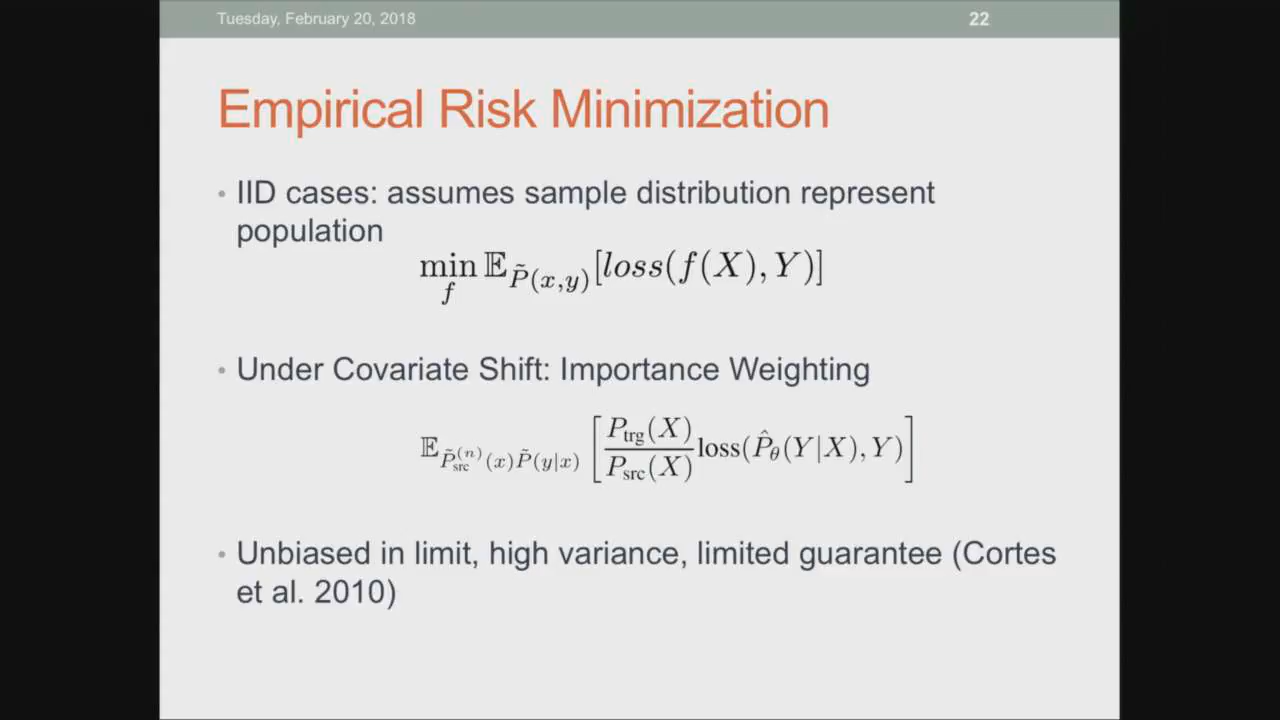 Tuesday, February 20, 2018 22
Empirical Risk Minimization
• IID cases: assumes sample distribution represent
population
min_f 𝔼_{P̃(x,y)}[loss(f(X), Y)]
• Under Covariate Shift: Importance Weighting
𝔼_{P̃_src^{(n)}(x)P̃(y|x)} [ P_trg(X) / P_src(X) loss(P̂_θ(Y|X), Y) ]
• Unbiased in limit, high variance, limited guarantee (Cortes
et al. 2010)